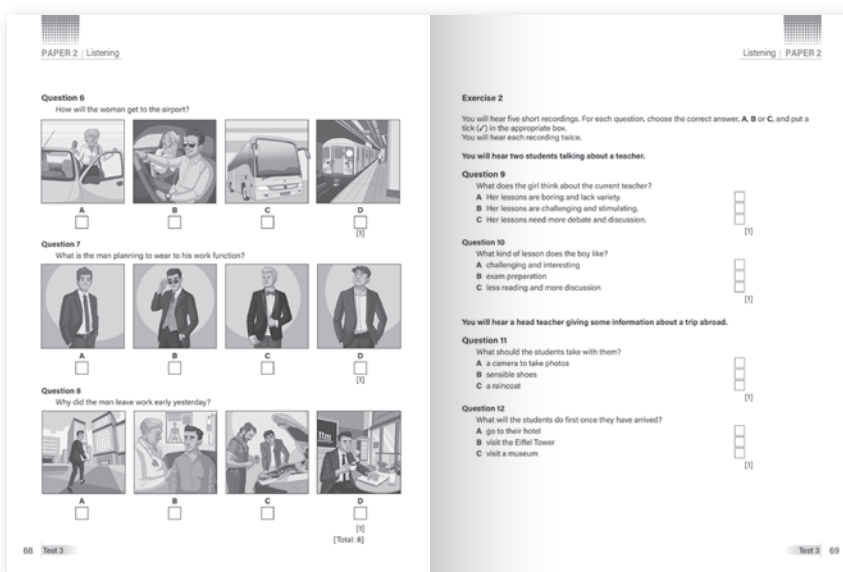 PAPER 2 | Listening
Question 6
How will the woman get to the airport?
A
B
C
D
[1]
Question 7
What is the man planning to wear to his work function?
A
B
C
D
[1]
Question 8
Why did the man leave work early yesterday?
A
B
C
D
[1]
[Total: 8]
68 Test 3
Listening | PAPER 2
Exercise 2
You will hear five short recordings. For each question, choose the correct answer, A, B or C, and put a
tick (✓) in the appropriate box.
You will hear each recording twice.
You will hear two students talking about a teacher.
Question 9
What does the girl think about the current teacher?
A Her lessons are boring and lack variety.
B Her lessons are challenging and stimulating.
C Her lessons need more debate and discussion.
[1]
Question 10
What kind of lesson does the boy like?
A challenging and interesting
B exam preparation
C less reading and more discussion
[1]
You will hear a head teacher giving some information about a trip abroad.
Question 11
What should the students take with them?
A a camera to take photos
B sensible shoes
C a raincoat
[1]
Question 12
What will the students do first once they have arrived?
A go to their hotel
B visit the Eiffel Tower
C visit a museum
[1]
Test 3 69